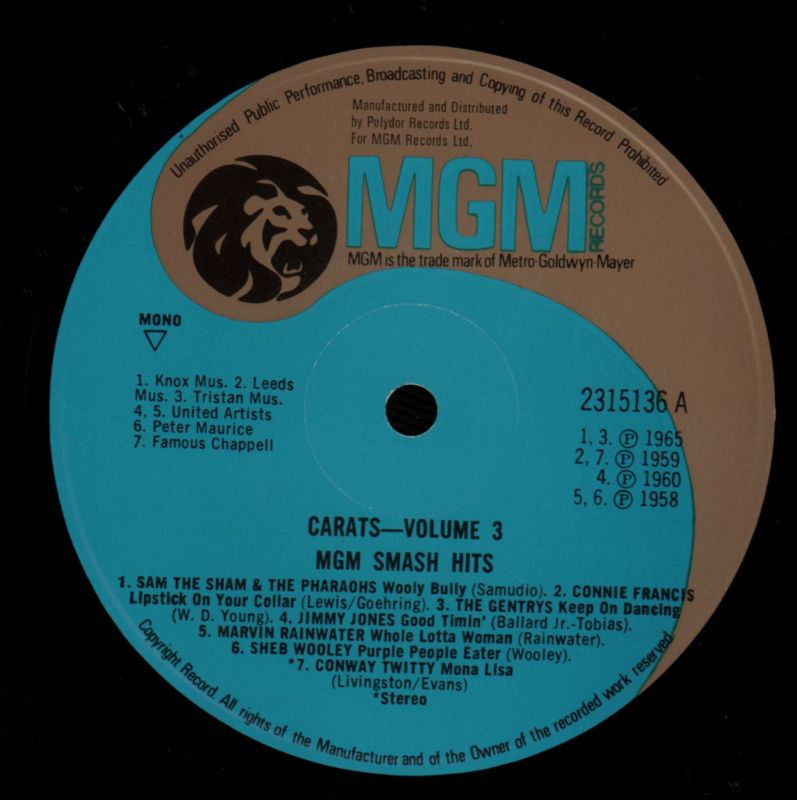 Unauthorised Public Performance, Broadcasting and Copying of this Record Prohibited
Manufactured and Distributed
by Polydor Records Ltd.
For MGM Records Ltd.
MGM
RECORDS
MGM is the trade mark of Metro-Goldwyn-Mayer
MONO
1. Knox Mus. 2. Leeds
Mus. 3. Tristan Mus.
4, 5. United Artists
6. Peter Maurice
7. Famous Chappell
2315136 A
1, 3. ℗ 1965
2, 7. ℗ 1959
4. ℗ 1960
5, 6. ℗ 1958
CARATS—VOLUME 3
MGM SMASH HITS
1. SAM THE SHAM & THE PHARAOHS Wooly Bully (Samudio). 2. CONNIE FRANCIS
Lipstick On Your Collar (Lewis/Goehring). 3. THE GENTRYS Keep On Dancing
(W. D. Young). 4. JIMMY JONES Good Timin' (Ballard Jr.-Tobias).
5. MARVIN RAINWATER Whole Lotta Woman (Rainwater).
6. SHEB WOOLEY Purple People Eater (Wooley).
*7. CONWAY TWITTY Mona Lisa
(Livingston/Evans)
*Stereo
Copyright Record. All rights of the Manufacturer and of the Owner of the recorded work reserved.